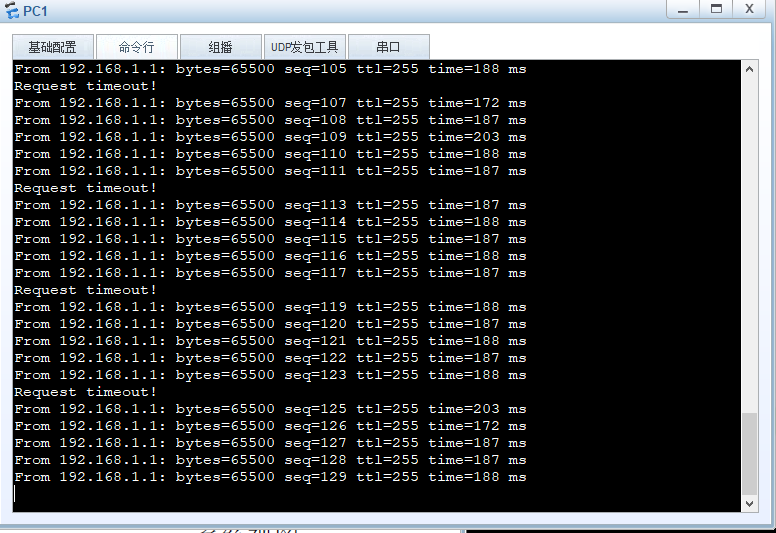 PC1
X
基础配置 命令行 组播 UDP发包工具 串口
From 192.168.1.1: bytes=65500 seq=105 ttl=255 time=188 ms
Request timeout!
From 192.168.1.1: bytes=65500 seq=107 ttl=255 time=172 ms
From 192.168.1.1: bytes=65500 seq=108 ttl=255 time=187 ms
From 192.168.1.1: bytes=65500 seq=109 ttl=255 time=203 ms
From 192.168.1.1: bytes=65500 seq=110 ttl=255 time=188 ms
From 192.168.1.1: bytes=65500 seq=111 ttl=255 time=187 ms
Request timeout!
From 192.168.1.1: bytes=65500 seq=113 ttl=255 time=187 ms
From 192.168.1.1: bytes=65500 seq=114 ttl=255 time=188 ms
From 192.168.1.1: bytes=65500 seq=115 ttl=255 time=187 ms
From 192.168.1.1: bytes=65500 seq=116 ttl=255 time=188 ms
From 192.168.1.1: bytes=65500 seq=117 ttl=255 time=187 ms
Request timeout!
From 192.168.1.1: bytes=65500 seq=119 ttl=255 time=188 ms
From 192.168.1.1: bytes=65500 seq=120 ttl=255 time=187 ms
From 192.168.1.1: bytes=65500 seq=121 ttl=255 time=188 ms
From 192.168.1.1: bytes=65500 seq=122 ttl=255 time=187 ms
From 192.168.1.1: bytes=65500 seq=123 ttl=255 time=188 ms
Request timeout!
From 192.168.1.1: bytes=65500 seq=125 ttl=255 time=203 ms
From 192.168.1.1: bytes=65500 seq=126 ttl=255 time=172 ms
From 192.168.1.1: bytes=65500 seq=127 ttl=255 time=187 ms
From 192.168.1.1: bytes=65500 seq=128 ttl=255 time=187 ms
From 192.168.1.1: bytes=65500 seq=129 ttl=255 time=188 ms